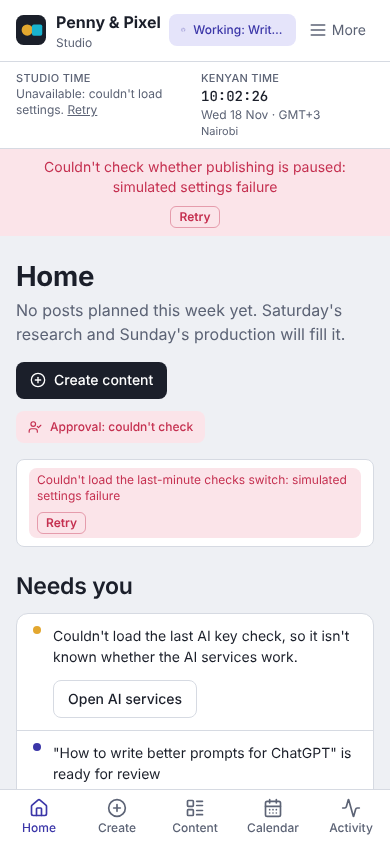 Penny & Pixel
Studio
Working: Writ...
More
STUDIO TIME
Unavailable: couldn't load
settings. Retry
KENYAN TIME
10:02:26
Wed 18 Nov · GMT+3
Nairobi
Couldn't check whether publishing is paused:
simulated settings failure
Retry
Home
No posts planned this week yet. Saturday's
research and Sunday's production will fill it.
Create content
Approval: couldn't check
Couldn't load the last-minute checks switch: simulated
settings failure
Retry
Needs you
Couldn't load the last AI key check, so it isn't
known whether the AI services work.
Open AI services
"How to write better prompts for ChatGPT" is
ready for review
Home
Create
Content
Calendar
Activity